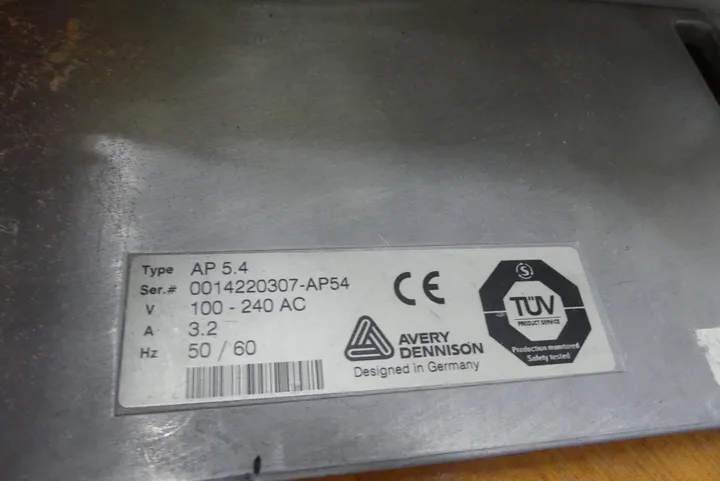 Type AP 5.4
Ser.# 0014220307-AP54
V 100 - 240 AC
A 3.2
Hz 50 / 60
CE
AVERY
DENNISON
Designed in Germany
S
TÜV
PRODUCT SERVICE
Production monitored
Safety tested